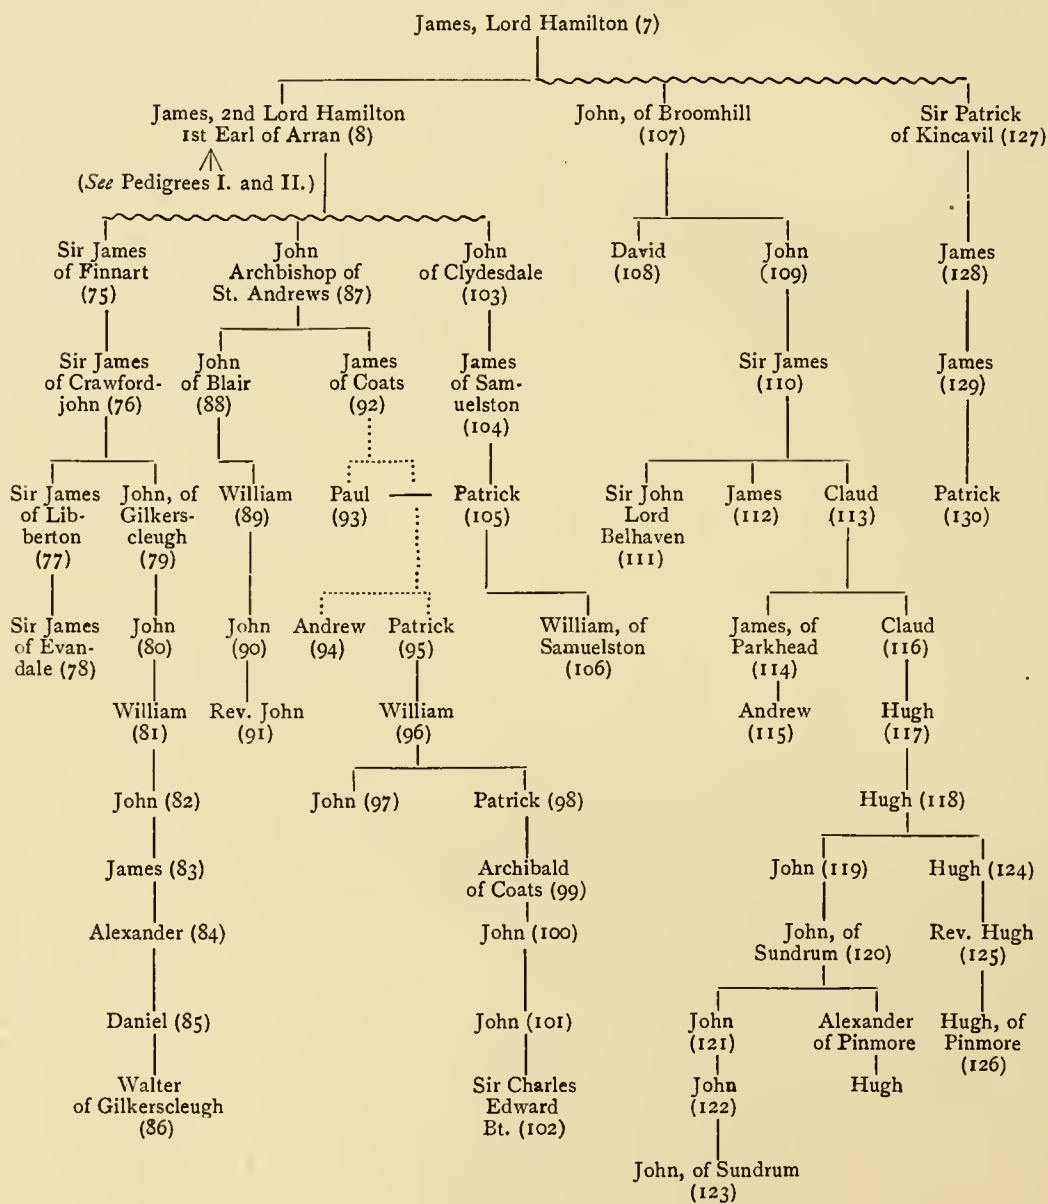 James, Lord Hamilton (7)
James, 2nd Lord Hamilton
1st Earl of Arran (8)
John, of Broomhill
(107)
Sir Patrick
of Kincavil (127)
(See Pedigrees I. and II.)
Sir James
of Finnart
(75)
John
Archbishop of
St. Andrews (87)
John
of Clydesdale
(103)
David
(108)
John
(109)
James
(128)
Sir James
of Crawford-
john (76)
John
of Blair
(88)
James
of Coats
(92)
James
of Sam-
uelston
(104)
Sir James
(110)
James
(129)
Sir James
of Lib-
berton
(77)
John, of
Gilkers-
cleugh
(79)
William
(89)
Paul
(93)
Patrick
(105)
Sir John
Lord
Belhaven
(111)
James
(112)
Claud
(113)
Patrick
(130)
Sir James
of Evan-
dale (78)
John
(80)
John
(90)
Andrew
(94)
Patrick
(95)
William, of
Samuelston
(106)
James, of
Parkhead
(114)
Claud
(116)
William
(81)
Rev. John
(91)
William
(96)
Andrew
(115)
Hugh
(117)
John (82)
John (97)
Patrick (98)
Hugh (118)
James (83)
Archibald
of Coats (99)
John (119)
Hugh (124)
Alexander (84)
John (100)
John, of
Sundrum (120)
Rev. Hugh
(125)
Daniel (85)
John (101)
John
(121)
Alexander
of Pinmore
Hugh, of
Pinmore
(126)
Walter
of Gilkerscleugh
(86)
Sir Charles
Edward
Bt. (102)
John
(122)
Hugh
John, of Sundrum
(123)